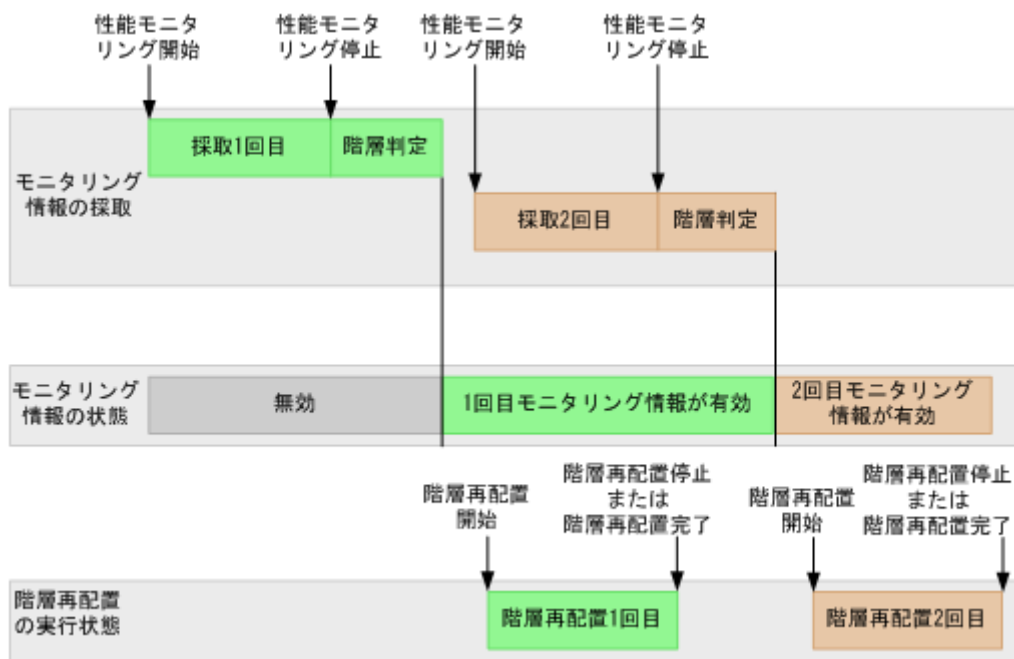 性能モニタ
リング開始
性能モニタ
リング停止
性能モニタ
リング開始
性能モニタ
リング停止
モニタリング
情報の採取
採取1回目
階層判定
採取2回目
階層判定
モニタリング
情報の状態
無効
1回目モニタリング情報が有効
2回目モニタリング
情報が有効
階層再配置
開始
階層再配置停止
または
階層再配置完了
階層再配置
開始
階層再配置停止
または
階層再配置完了
階層再配置
の実行状態
階層再配置1回目
階層再配置2回目